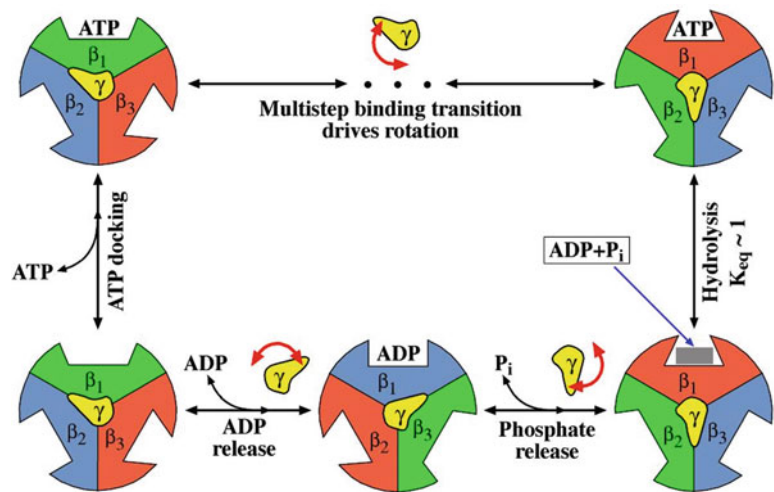 ATP
β1
γ
β2
β3
γ
• • •
Multistep binding transition
drives rotation
ATP
β1
γ
β2
β3
ATP
ATP docking
Hydrolysis
Keq ~ 1
ADP+Pi
β1
γ
β2
β3
ADP
γ
ADP
release
ADP
β1
γ
β2
β3
Pi
γ
Phosphate
release
β1
γ
β2
β3